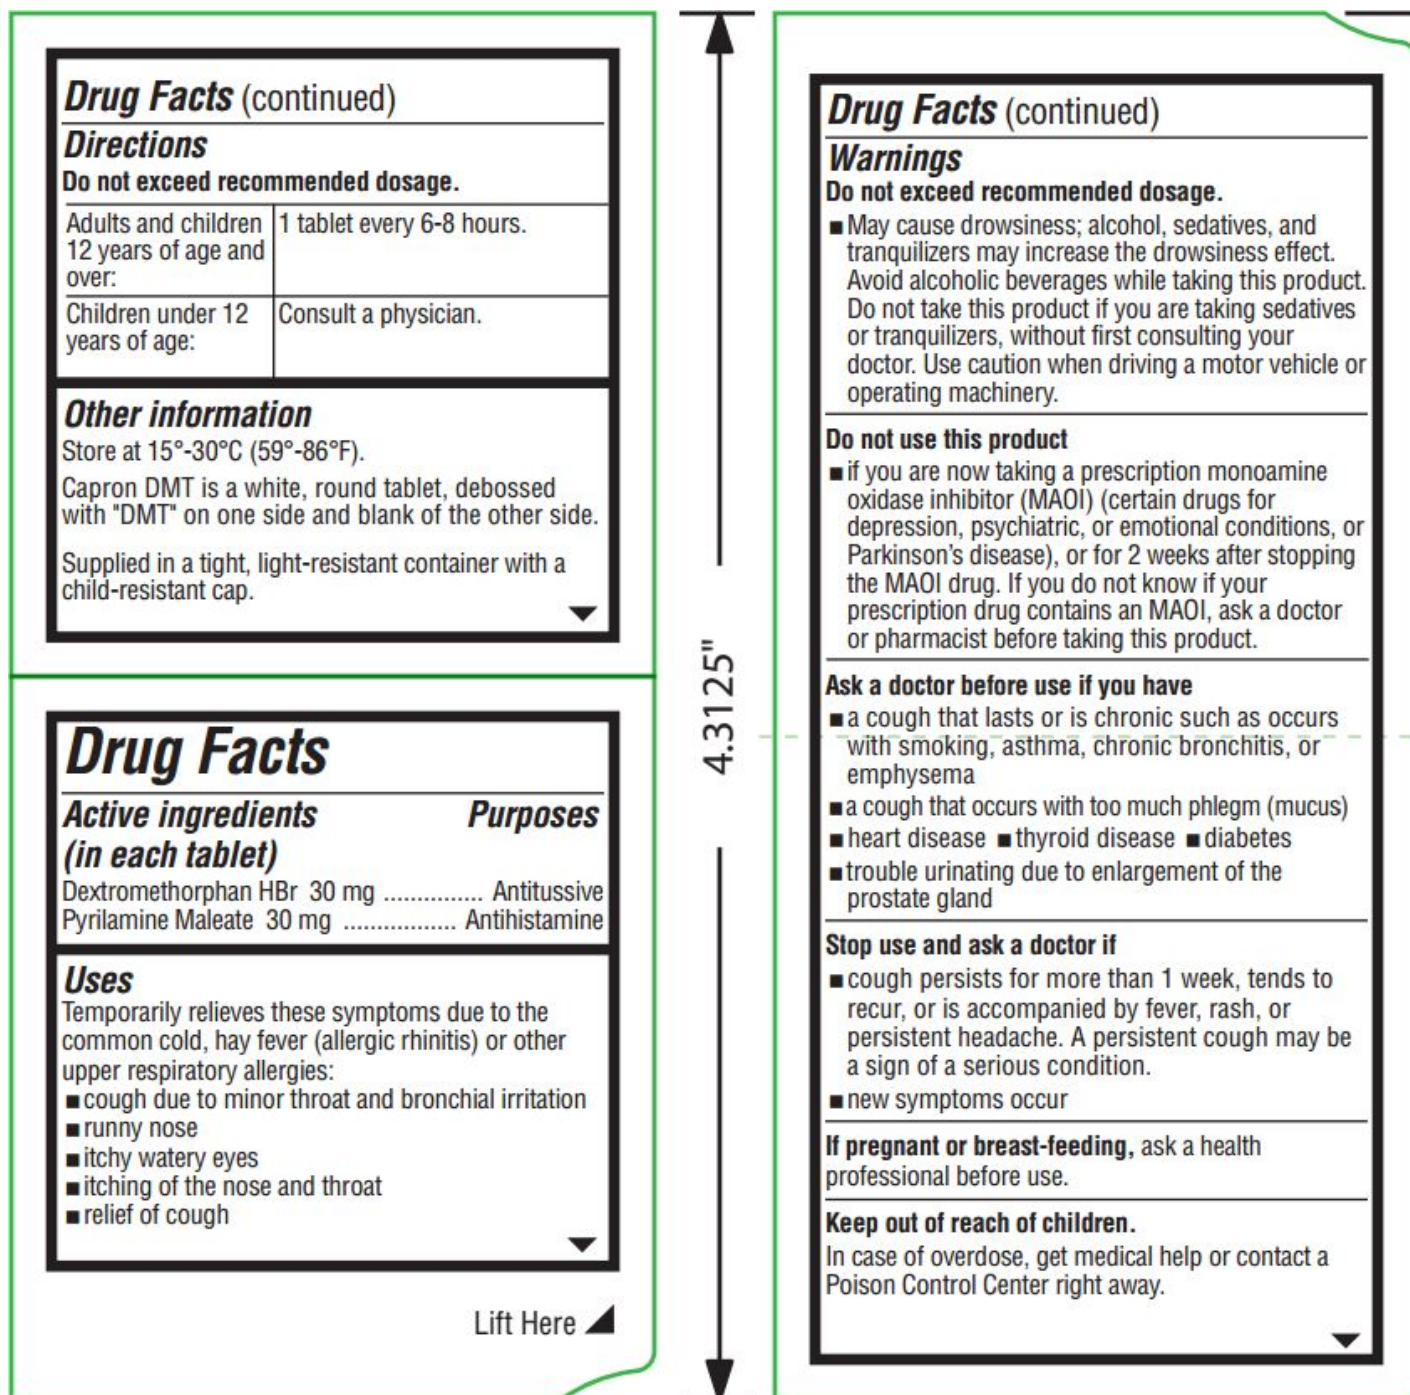 Drug Facts (continued)
Directions
Do not exceed recommended dosage.
Adults and children 12 years of age and over: 1 tablet every 6-8 hours.
Children under 12 years of age: Consult a physician.
Other information
Store at 15°-30°C (59°-86°F).
Capron DMT is a white, round tablet, debossed
with "DMT" on one side and blank of the other side.
Supplied in a tight, light-resistant container with a
child-resistant cap.
Drug Facts
Active ingredients Purposes
(in each tablet)
Dextromethorphan HBr 30 mg ............... Antitussive
Pyrilamine Maleate 30 mg ................. Antihistamine
Uses
Temporarily relieves these symptoms due to the
common cold, hay fever (allergic rhinitis) or other
upper respiratory allergies:
■ cough due to minor throat and bronchial irritation
■ runny nose
■ itchy watery eyes
■ itching of the nose and throat
■ relief of cough
Lift Here
4.3125"
Drug Facts (continued)
Warnings
Do not exceed recommended dosage.
■ May cause drowsiness; alcohol, sedatives, and
tranquilizers may increase the drowsiness effect.
Avoid alcoholic beverages while taking this product.
Do not take this product if you are taking sedatives
or tranquilizers, without first consulting your
doctor. Use caution when driving a motor vehicle or
operating machinery.
Do not use this product
■ if you are now taking a prescription monoamine
oxidase inhibitor (MAOI) (certain drugs for
depression, psychiatric, or emotional conditions, or
Parkinson's disease), or for 2 weeks after stopping
the MAOI drug. If you do not know if your
prescription drug contains an MAOI, ask a doctor
or pharmacist before taking this product.
Ask a doctor before use if you have
■ a cough that lasts or is chronic such as occurs
with smoking, asthma, chronic bronchitis, or
emphysema
■ a cough that occurs with too much phlegm (mucus)
■ heart disease ■ thyroid disease ■ diabetes
■ trouble urinating due to enlargement of the
prostate gland
Stop use and ask a doctor if
■ cough persists for more than 1 week, tends to
recur, or is accompanied by fever, rash, or
persistent headache. A persistent cough may be
a sign of a serious condition.
■ new symptoms occur
If pregnant or breast-feeding, ask a health
professional before use.
Keep out of reach of children.
In case of overdose, get medical help or contact a
Poison Control Center right away.